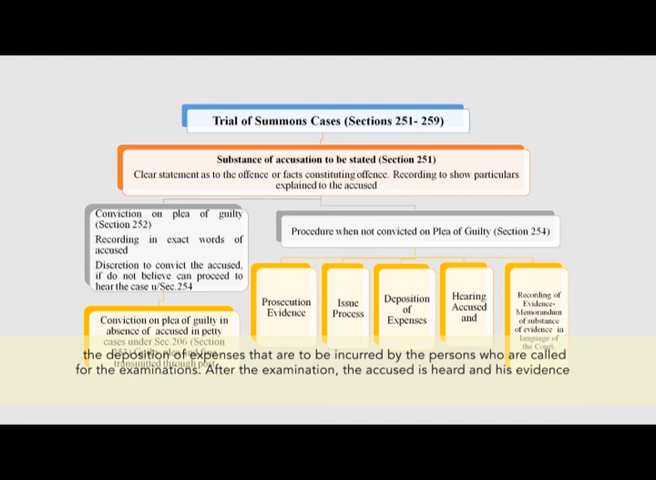 Trial of Summons Cases (Sections 251- 259)
Substance of accusation to be stated (Section 251)
Clear statement as to the offence or facts constituting offence. Recording to show particulars
explained to the accused
Conviction on plea of guilty
(Section 252)
Recording in exact words of
accused
Discretion to convict the accused,
if do not believe can proceed to
hear the case u/Sec.254
Procedure when not convicted on Plea of Guilty (Section 254)
Conviction on plea of guilty in
absence of accused in petty
cases under Sec.206 (Section
transmitted through post
Prosecution
Evidence
Issue
Process
Deposition
of
Expenses
Hearing
Accused
and
Recording of
Evidence-
Memorandum
of substance
of evidence in
language of
the Court.
the deposition of expenses that are to be incurred by the persons who are called
for the examinations. After the examination, the accused is heard and his evidence